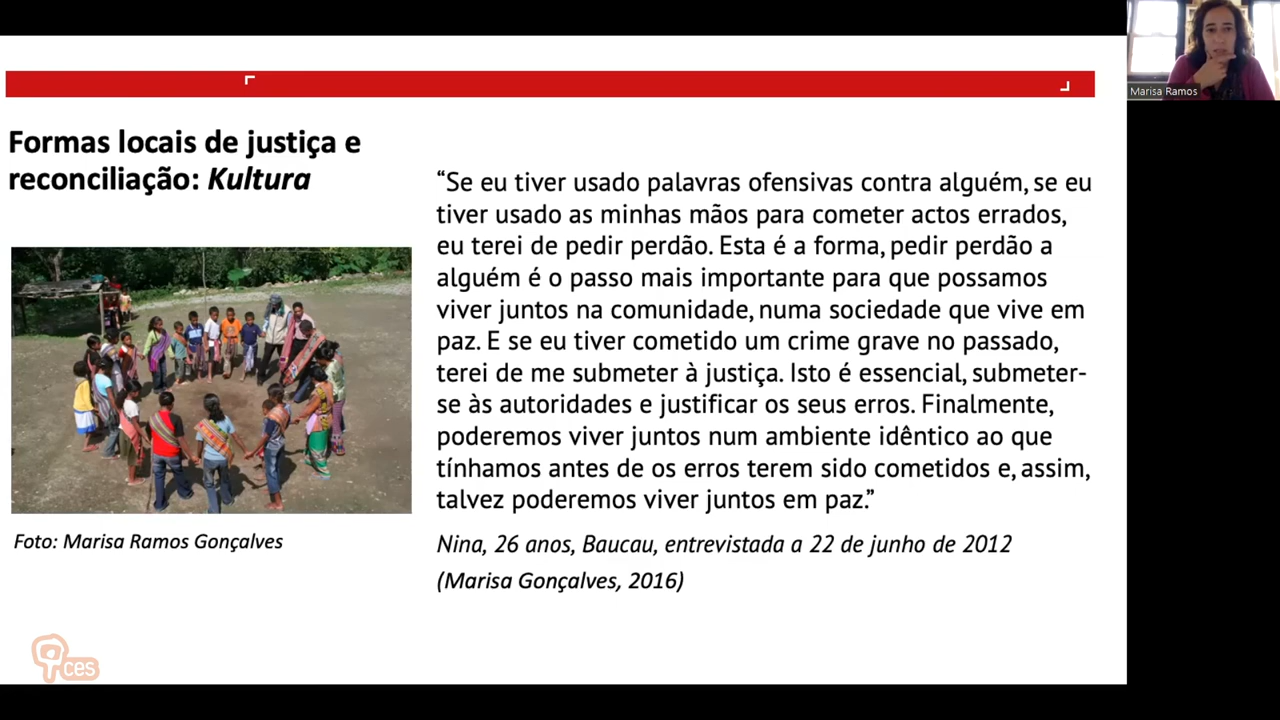 Marisa Ramos
Formas locais de justiça e
reconciliação: Kultura
“Se eu tiver usado palavras ofensivas contra alguém, se eu
tiver usado as minhas mãos para cometer actos errados,
eu terei de pedir perdão. Esta é a forma, pedir perdão a
alguém é o passo mais importante para que possamos
viver juntos na comunidade, numa sociedade que vive em
paz. E se eu tiver cometido um crime grave no passado,
terei de me submeter à justiça. Isto é essencial, submeter-
se às autoridades e justificar os seus erros. Finalmente,
poderemos viver juntos num ambiente idêntico ao que
tínhamos antes de os erros terem sido cometidos e, assim,
talvez poderemos viver juntos em paz.”
Foto: Marisa Ramos Gonçalves
Nina, 26 anos, Baucau, entrevistada a 22 de junho de 2012
(Marisa Gonçalves, 2016)
ces